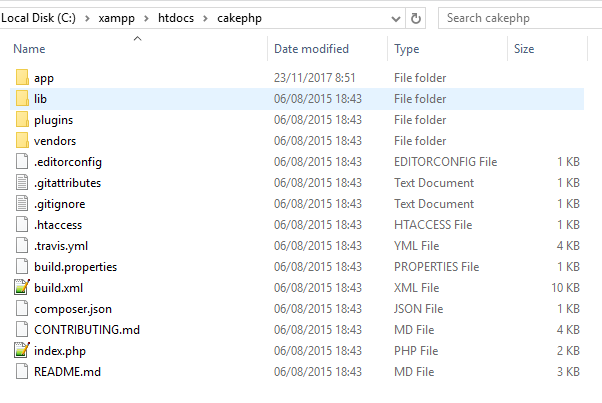 Local Disk (C:) > xampp > htdocs > cakephp Search cakephp
Name Date modified Type Size
app 23/11/2017 8:51 File folder
lib 06/08/2015 18:43 File folder
plugins 06/08/2015 18:43 File folder
vendors 06/08/2015 18:43 File folder
.editorconfig 06/08/2015 18:43 EDITORCONFIG File 1 KB
.gitattributes 06/08/2015 18:43 Text Document 1 KB
.gitignore 06/08/2015 18:43 Text Document 1 KB
.htaccess 06/08/2015 18:43 HTACCESS File 1 KB
.travis.yml 06/08/2015 18:43 YML File 4 KB
build.properties 06/08/2015 18:43 PROPERTIES File 1 KB
build.xml 06/08/2015 18:43 XML File 10 KB
composer.json 06/08/2015 18:43 JSON File 1 KB
CONTRIBUTING.md 06/08/2015 18:43 MD File 4 KB
index.php 06/08/2015 18:43 PHP File 2 KB
README.md 06/08/2015 18:43 MD File 3 KB